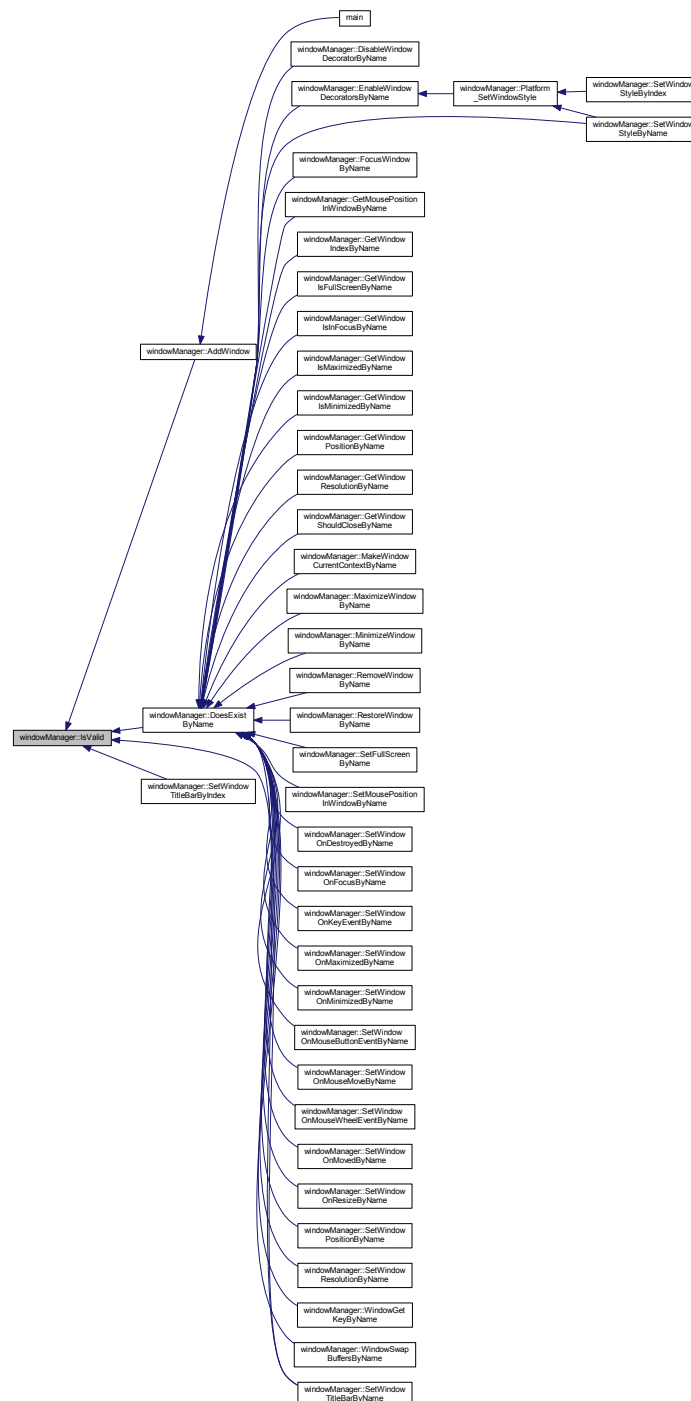 main
windowManager::DisableWindow
DecoratorByName
windowManager::EnableWindow
DecoratorsByName
windowManager::Platform
_SetWindowStyle
windowManager::SetWindow
StyleByIndex
windowManager::SetWindow
StyleByName
windowManager::FocusWindow
ByName
windowManager::GetMousePosition
InWindowByName
windowManager::GetWindow
IndexByName
windowManager::GetWindow
IsFullScreenByName
windowManager::GetWindow
IsInFocusByName
windowManager::AddWindow
windowManager::GetWindow
IsMaximizedByName
windowManager::GetWindow
IsMinimizedByName
windowManager::GetWindow
PositionByName
windowManager::GetWindow
ResolutionByName
windowManager::GetWindow
ShouldCloseByName
windowManager::MakeWindow
CurrentContextByName
windowManager::MaximizeWindow
ByName
windowManager::MinimizeWindow
ByName
windowManager::RemoveWindow
ByName
windowManager::DoesExist
ByName
windowManager::RestoreWindow
ByName
windowManager::IsValid
windowManager::SetFullScreen
ByName
windowManager::SetWindow
TitleBarByIndex
windowManager::SetMousePosition
InWindowByName
windowManager::SetWindow
OnDestroyedByName
windowManager::SetWindow
OnFocusByName
windowManager::SetWindow
OnKeyEventByName
windowManager::SetWindow
OnMaximizedByName
windowManager::SetWindow
OnMinimizedByName
windowManager::SetWindow
OnMouseButtonEventByName
windowManager::SetWindow
OnMouseMoveByName
windowManager::SetWindow
OnMouseWheelEventByName
windowManager::SetWindow
OnMovedByName
windowManager::SetWindow
OnResizeByName
windowManager::SetWindow
PositionByName
windowManager::SetWindow
ResolutionByName
windowManager::WindowGet
KeyByName
windowManager::WindowSwap
BuffersByName
windowManager::SetWindow
TitleBarByName